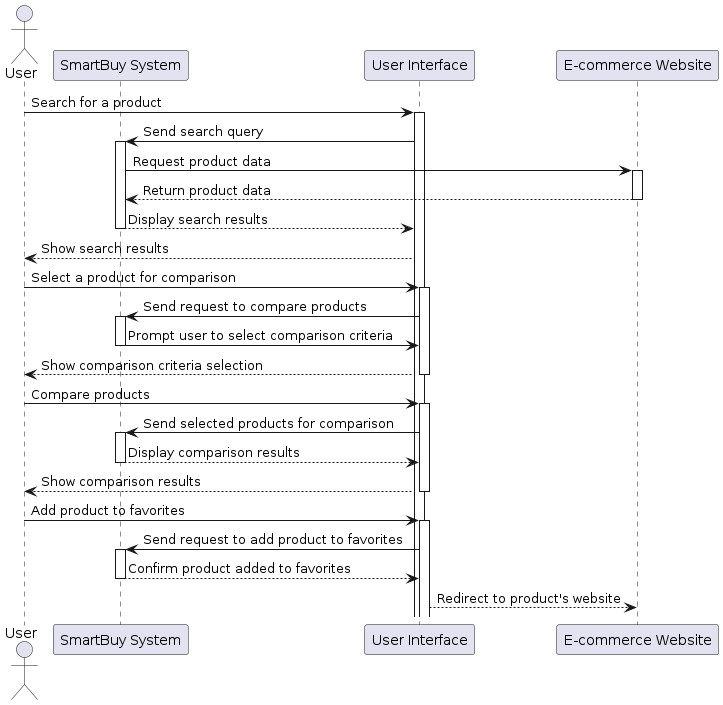 User
SmartBuy System
User Interface
E-commerce Website
Search for a product
Send search query
Request product data
Return product data
Display search results
Show search results
Select a product for comparison
Send request to compare products
Prompt user to select comparison criteria
Show comparison criteria selection
Compare products
Send selected products for comparison
Display comparison results
Show comparison results
Add product to favorites
Send request to add product to favorites
Confirm product added to favorites
Redirect to product's website
User
SmartBuy System
User Interface
E-commerce Website